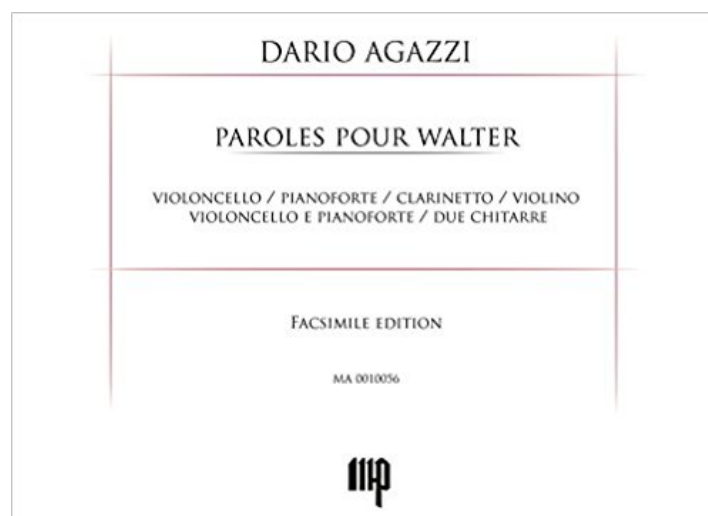 DARIO AGAZZI
PAROLES POUR WALTER
VIOLONCELLO / PIANOFORTE / CLARINETTO / VIOLINO
VIOLONCELLO E PIANOFORTE / DUE CHITARRE
FACSIMILE EDITION
MA 0010056